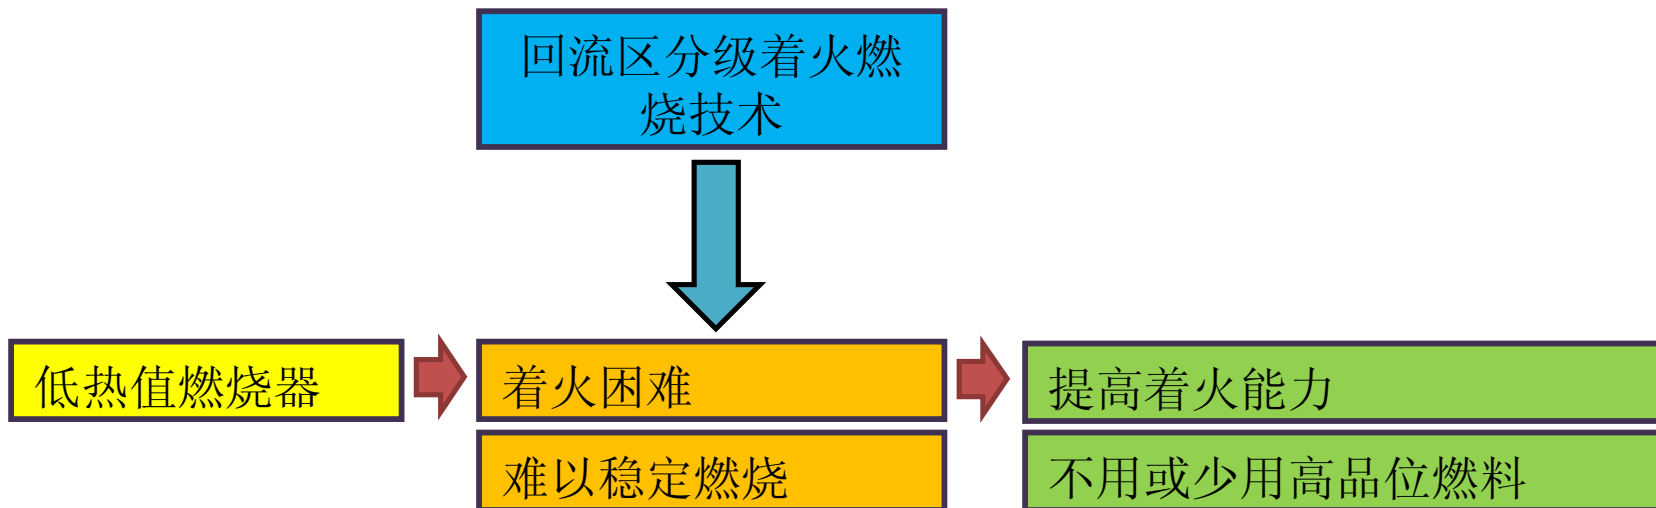 回流区分级着火燃
烧技术
低热值燃烧器
着火困难
提高着火能力
难以稳定燃烧
不用或少用高品位燃料